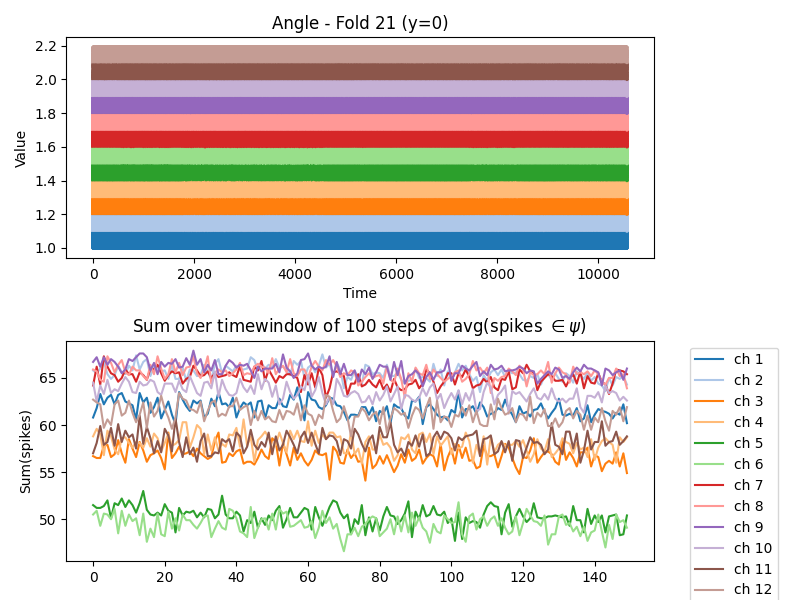 Angle - Fold 21 (y=0)
2.2
2.0
1.8
1.6
1.4
1.2
1.0
Value
0 2000 4000 6000 8000 10000
Time
Sum over timewindow of 100 steps of avg(spikes ∈ ψ)
65
60
55
50
Sum(spikes)
0 20 40 60 80 100 120 140
ch 1
ch 2
ch 3
ch 4
ch 5
ch 6
ch 7
ch 8
ch 9
ch 10
ch 11
ch 12